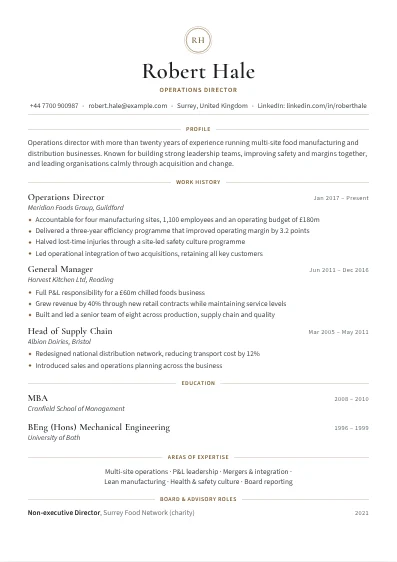 RH
Robert Hale
OPERATIONS DIRECTOR
+44 7700 900987 · robert.hale@example.com · Surrey, United Kingdom · LinkedIn: linkedin.com/in/roberthale
PROFILE
Operations director with more than twenty years of experience running multi-site food manufacturing and
distribution businesses. Known for building strong leadership teams, improving safety and margins together,
and leading organisations calmly through acquisition and change.
WORK HISTORY
Operations Director Jan 2017 – Present
Meridian Foods Group, Guildford
• Accountable for four manufacturing sites, 1,100 employees and an operating budget of £180m
• Delivered a three-year efficiency programme that improved operating margin by 3.2 points
• Halved lost-time injuries through a site-led safety culture programme
• Led operational integration of two acquisitions, retaining all key customers
General Manager Jun 2011 – Dec 2016
Harvest Kitchen Ltd, Reading
• Full P&L responsibility for a £60m chilled foods business
• Grew revenue by 40% through new retail contracts while maintaining service levels
• Built and led a senior team of eight across production, supply chain and quality
Head of Supply Chain Mar 2005 – May 2011
Albion Dairies, Bristol
• Redesigned national distribution network, reducing transport cost by 12%
• Introduced sales and operations planning across the business
EDUCATION
MBA 2008 – 2010
Cranfield School of Management
BEng (Hons) Mechanical Engineering 1996 – 1999
University of Bath
AREAS OF EXPERTISE
Multi-site operations · P&L leadership · Mergers & integration ·
Lean manufacturing · Health & safety culture · Board reporting
BOARD & ADVISORY ROLES
Non-executive Director, Surrey Food Network (charity) 2021